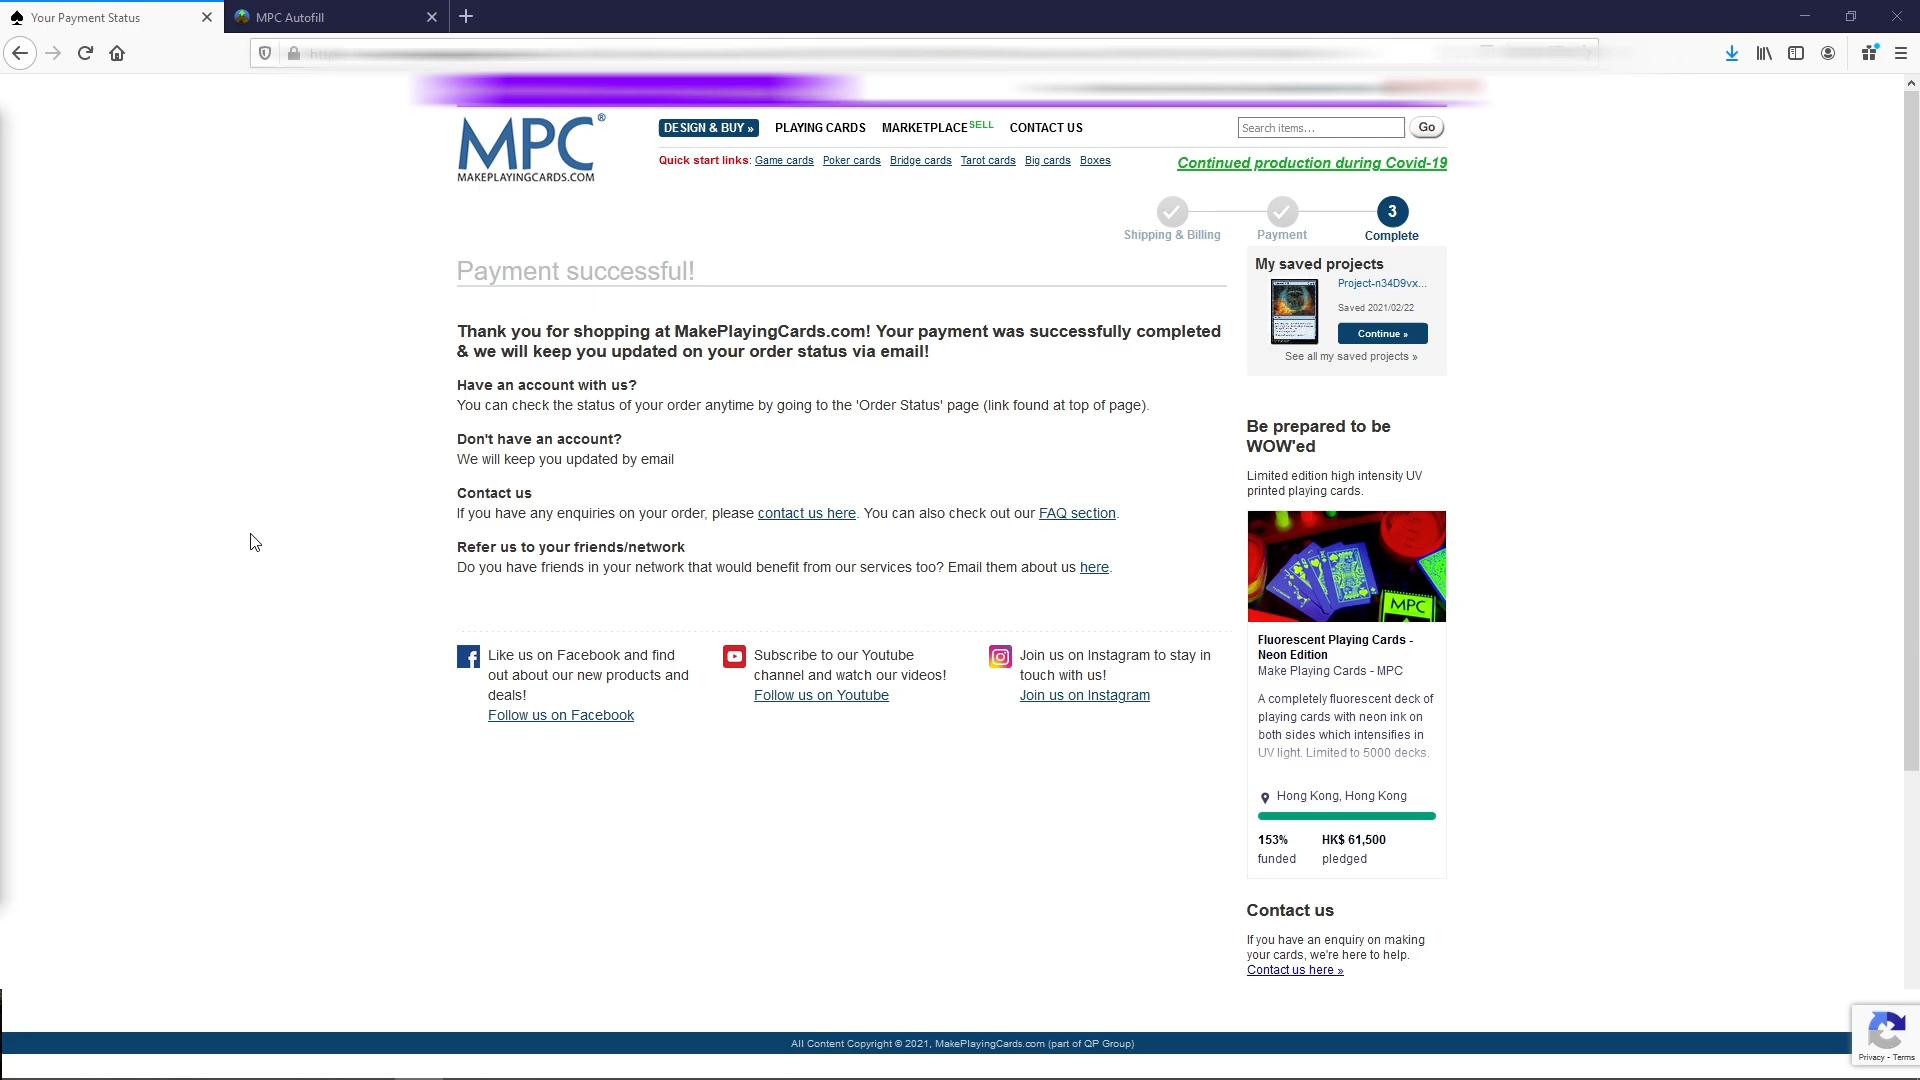 Your Payment Status
MPC Autofill
MPC®
MAKEPLAYINGCARDS.COM
DESIGN & BUY » PLAYING CARDS MARKETPLACE SELL CONTACT US
Search items... Go
Quick start links: Game cards Poker cards Bridge cards Tarot cards Big cards Boxes
Continued production during Covid-19
3
Shipping & Billing Payment Complete
Payment successful!
Thank you for shopping at MakePlayingCards.com! Your payment was successfully completed
& we will keep you updated on your order status via email!
Have an account with us?
You can check the status of your order anytime by going to the 'Order Status' page (link found at top of page).
Don't have an account?
We will keep you updated by email
Contact us
If you have any enquiries on your order, please contact us here. You can also check out our FAQ section.
Refer us to your friends/network
Do you have friends in your network that would benefit from our services too? Email them about us here.
Like us on Facebook and find
out about our new products and
deals!
Follow us on Facebook
Subscribe to our Youtube
channel and watch our videos!
Follow us on Youtube
Join us on Instagram to stay in
touch with us!
Join us on Instagram
My saved projects
Project-n34D9vx...
Saved 2021/02/22
Continue »
See all my saved projects »
Be prepared to be
WOW'ed
Limited edition high intensity UV
printed playing cards.
MPC
Fluorescent Playing Cards -
Neon Edition
Make Playing Cards - MPC
A completely fluorescent deck of
playing cards with neon ink on
both sides which intensifies in
UV light. Limited to 5000 decks.
Hong Kong, Hong Kong
153% HK$ 61,500
funded pledged
Contact us
If you have an enquiry on making
your cards, we're here to help.
Contact us here »
All Content Copyright © 2021, MakePlayingCards.com (part of QP Group)
Privacy - Terms